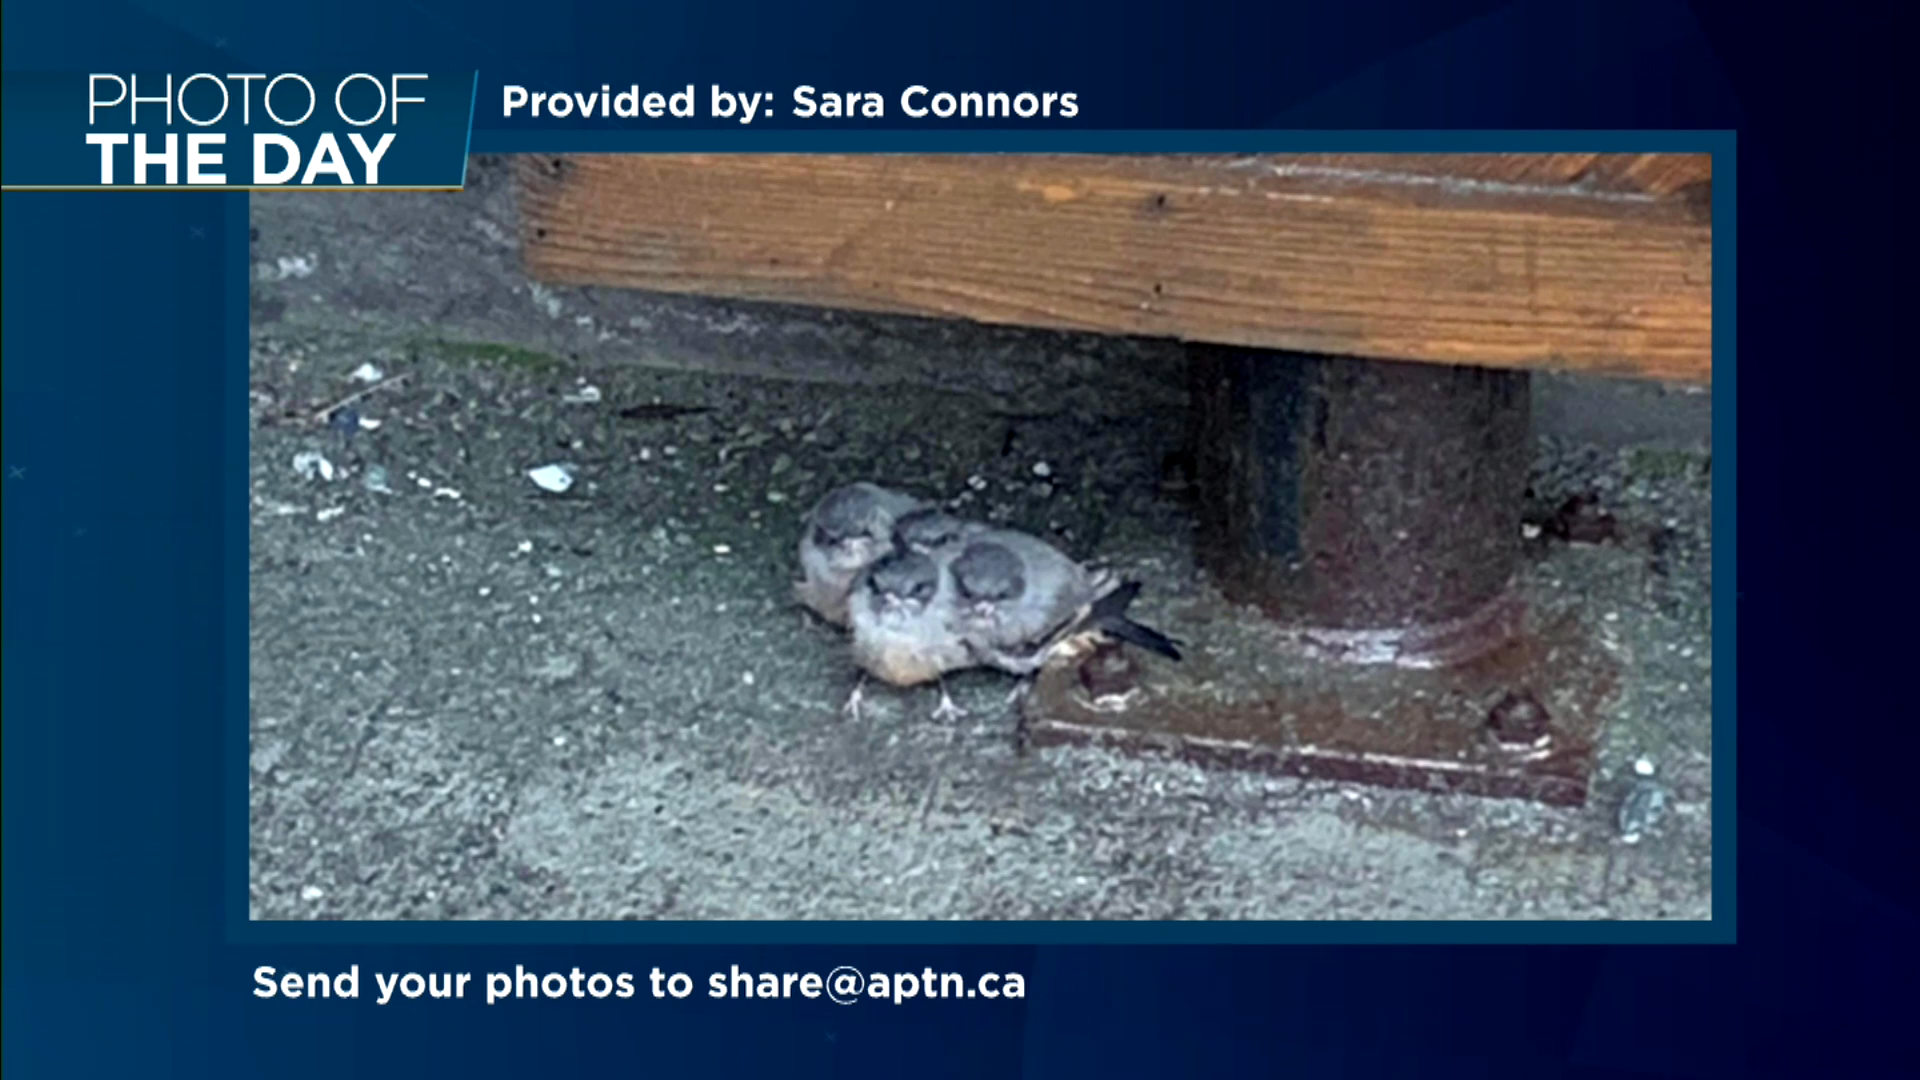 PHOTO OF
THE DAY
Provided by: Sara Connors
Send your photos to share@aptn.ca